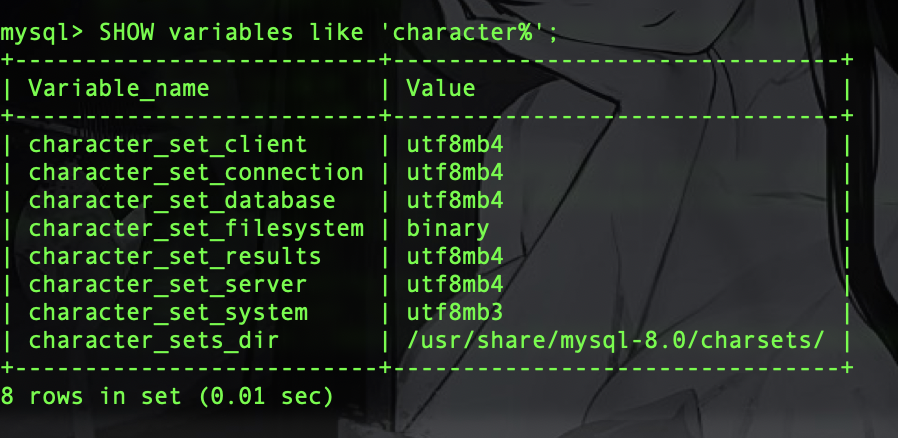 mysql> SHOW variables like 'character%';
+--------------------------+--------------------------------+
| Variable_name            | Value                          |
+--------------------------+--------------------------------+
| character_set_client     | utf8mb4                        |
| character_set_connection | utf8mb4                        |
| character_set_database   | utf8mb4                        |
| character_set_filesystem | binary                         |
| character_set_results    | utf8mb4                        |
| character_set_server     | utf8mb4                        |
| character_set_system     | utf8mb3                        |
| character_sets_dir       | /usr/share/mysql-8.0/charsets/ |
+--------------------------+--------------------------------+
8 rows in set (0.01 sec)